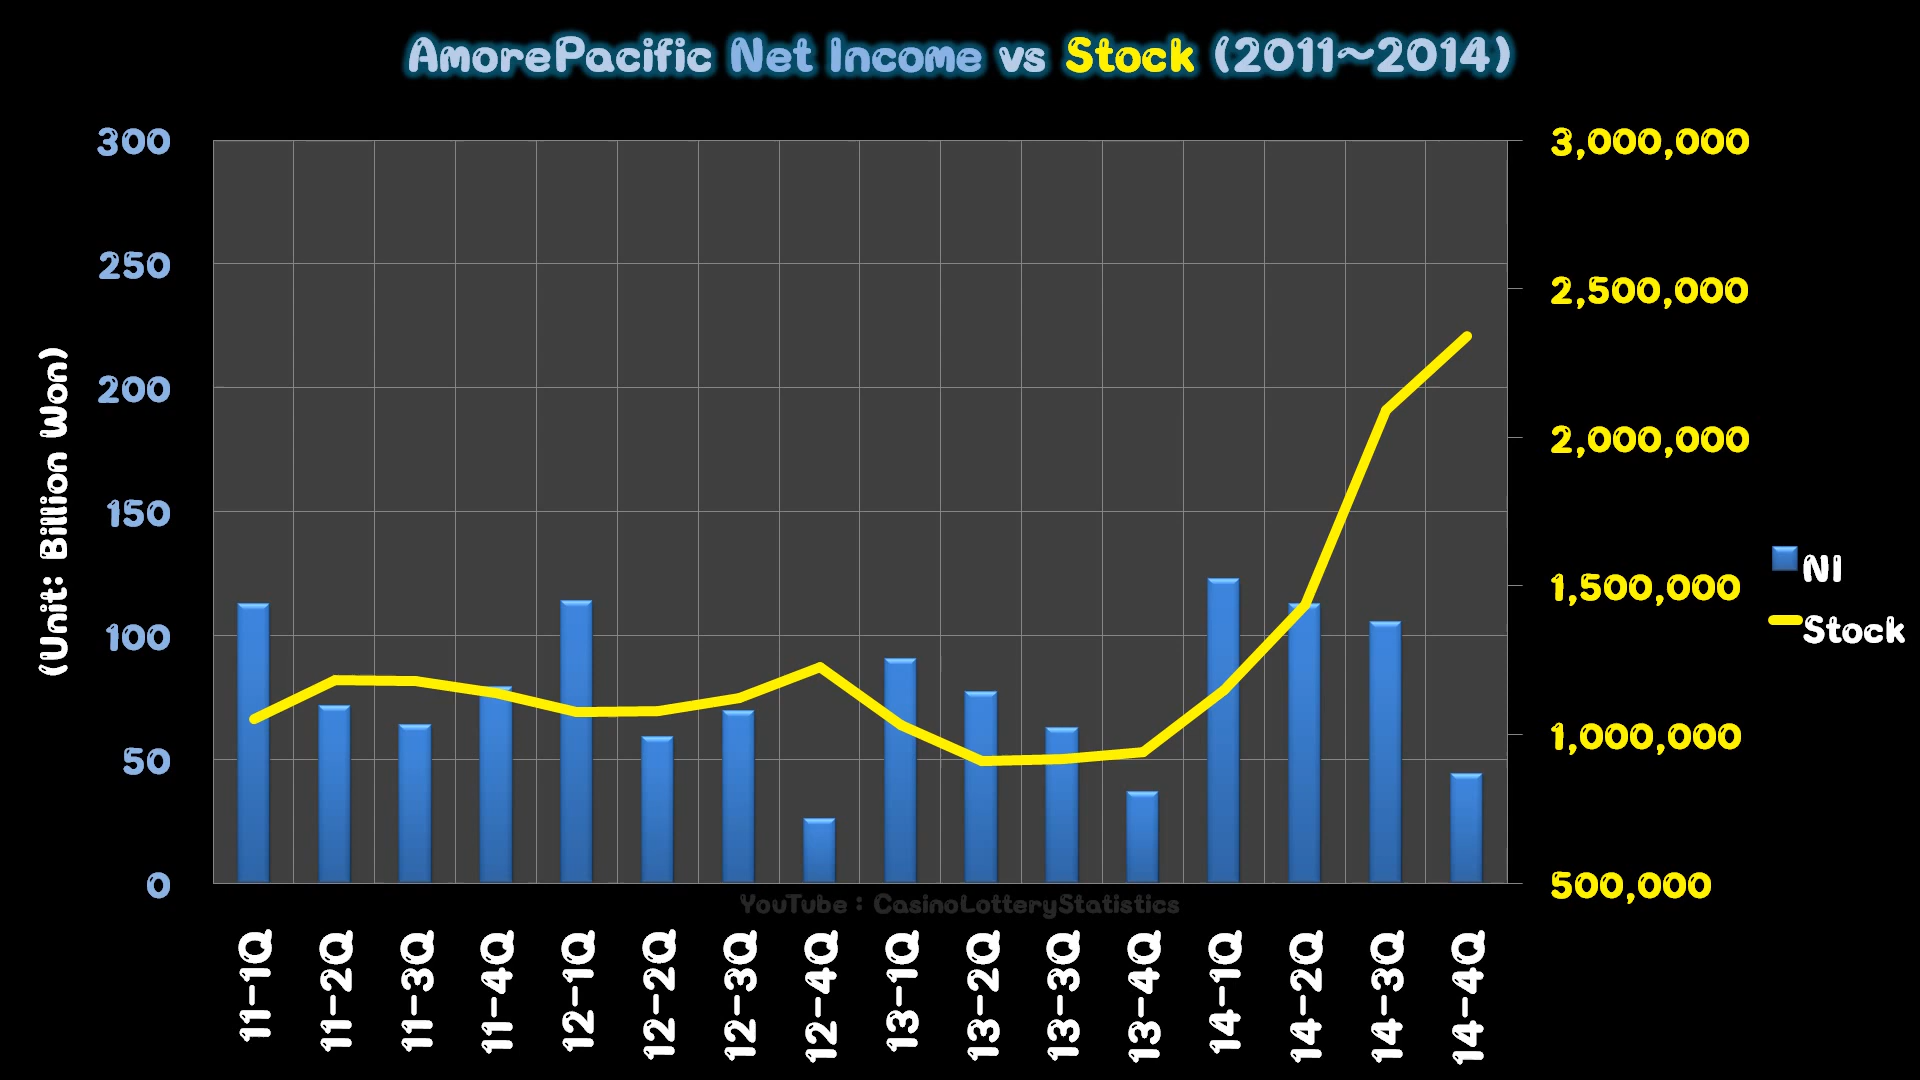 AmorePacific Net Income vs Stock (2011~2014)
(Unit: Billion Won)
300
250
200
150
100
50
0
3,000,000
2,500,000
2,000,000
1,500,000
1,000,000
500,000
NI
Stock
YouTube : CasinoLotteryStatistics
11-1Q
11-2Q
11-3Q
11-4Q
12-1Q
12-2Q
12-3Q
12-4Q
13-1Q
13-2Q
13-3Q
13-4Q
14-1Q
14-2Q
14-3Q
14-4Q